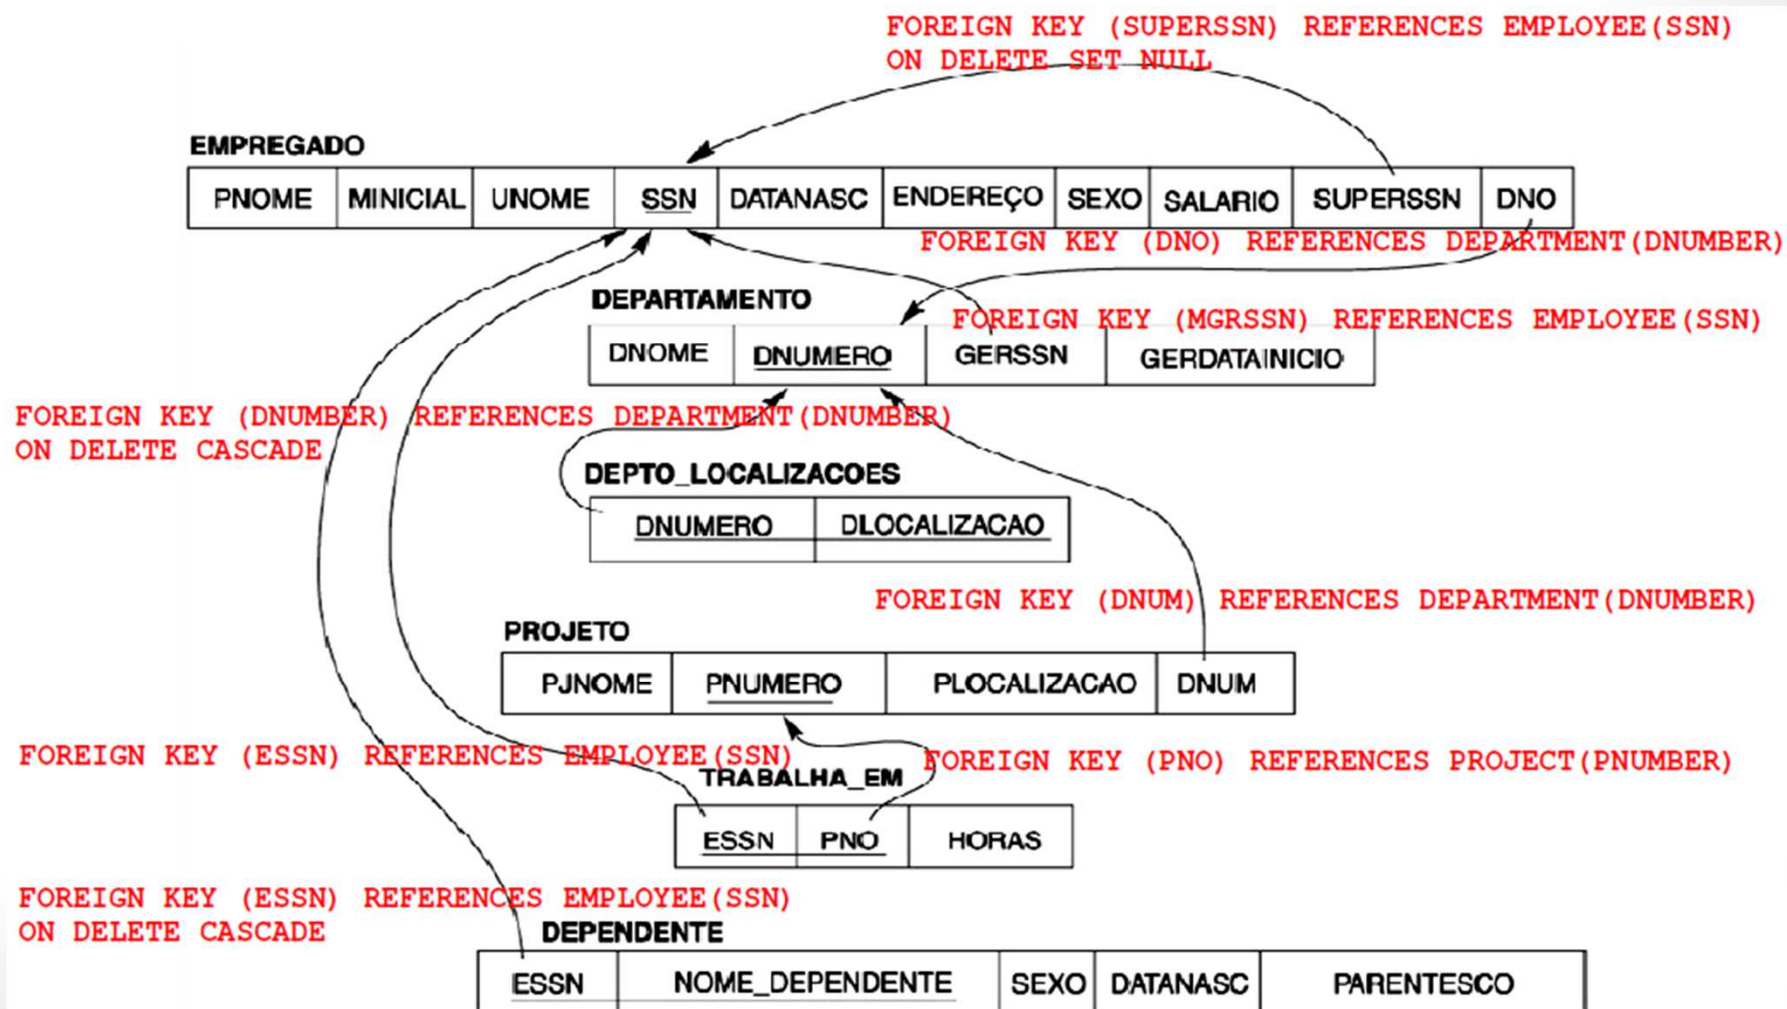 FOREIGN KEY (SUPERSSN) REFERENCES EMPLOYEE(SSN)
ON DELETE SET NULL
EMPREGADO
PNOME MINICIAL UNOME SSN DATANASC ENDEREÇO SEXO SALARIO SUPERSSN DNO
FOREIGN KEY (DNO) REFERENCES DEPARTMENT(DNUMBER)
DEPARTAMENTO
FOREIGN KEY (MGRSSN) REFERENCES EMPLOYEE(SSN)
DNOME DNUMERO GERSSN GERDATAINICIO
FOREIGN KEY (DNUMBER) REFERENCES DEPARTMENT(DNUMBER)
ON DELETE CASCADE
DEPTO_LOCALIZACOES
DNUMERO DLOCALIZACAO
FOREIGN KEY (DNUM) REFERENCES DEPARTMENT(DNUMBER)
PROJETO
PJNOME PNUMERO PLOCALIZACAO DNUM
FOREIGN KEY (ESSN) REFERENCES EMPLOYEE(SSN)
FOREIGN KEY (PNO) REFERENCES PROJECT(PNUMBER)
TRABALHA_EM
ESSN PNO HORAS
FOREIGN KEY (ESSN) REFERENCES EMPLOYEE(SSN)
ON DELETE CASCADE
DEPENDENTE
ESSN NOME_DEPENDENTE SEXO DATANASC PARENTESCO